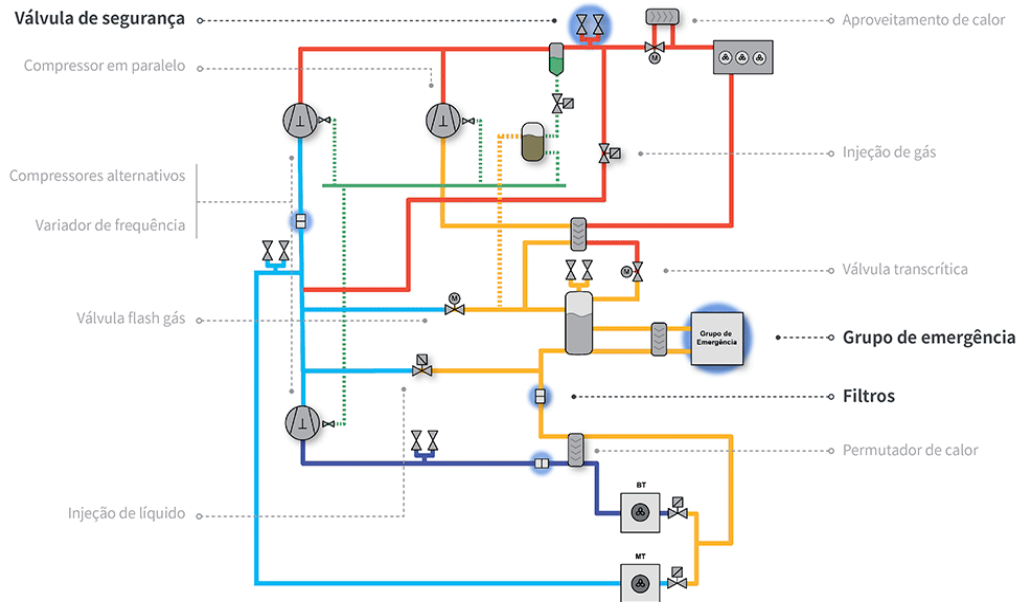 Válvula de segurança
Aproveitamento de calor
Compressor em paralelo
M
Injeção de gás
Compressores alternativos
Variador de frequência
Válvula transcrítica
M
M
Válvula flash gás
Grupo de
Emergência
Grupo de emergência
Filtros
Permutador de calor
BT
Injeção de líquido
MT